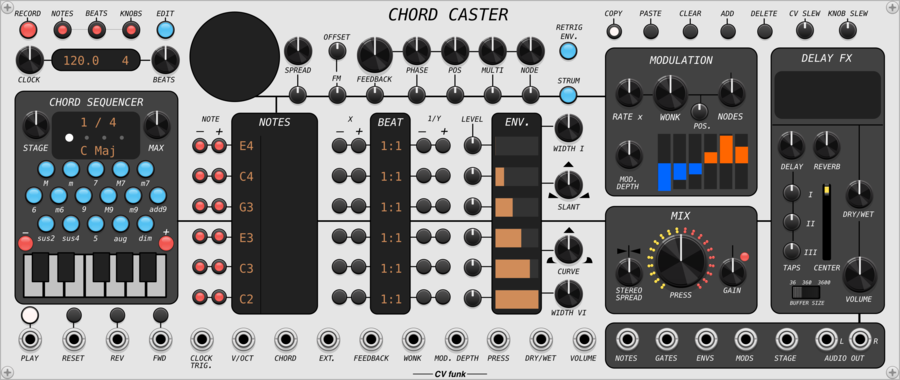 CHORD CASTER
RECORD NOTES BEATS KNOBS EDIT
120.0 4
CLOCK BEATS
CHORD SEQUENCER
1 / 4
STAGE MAX
C Maj
M m 7 M7 m7
6 m6 9 M9 m9 add9
sus2 sus4 5 aug dim
− +
PLAY RESET REV FWD
OFFSET
RETRIG
ENV.
SPREAD FM FEEDBACK PHASE POS MULTI NODE
STRUM
NOTE
− +
NOTES
X
− +
BEAT
1/Y
− +
LEVEL
ENV.
E4 1:1
C4 1:1
G3 1:1
E3 1:1
C3 1:1
C2 1:1
WIDTH I
SLANT
CURVE
WIDTH VI
COPY PASTE CLEAR ADD DELETE CV SLEW KNOB SLEW
MODULATION
RATE x WONK NODES
POS.
MOD.
DEPTH
MIX
STEREO
SPREAD
PRESS
GAIN
DELAY FX
DELAY REVERB
I
II
III
DRY/WET
TAPS CENTER
36 360 3600
BUFFER SIZE
VOLUME
CLOCK
TRIG.
V/OCT CHORD EXT. FEEDBACK WONK MOD. DEPTH PRESS DRY/WET VOLUME
NOTES GATES ENVS MODS STAGE AUDIO OUT
L R
CV funk